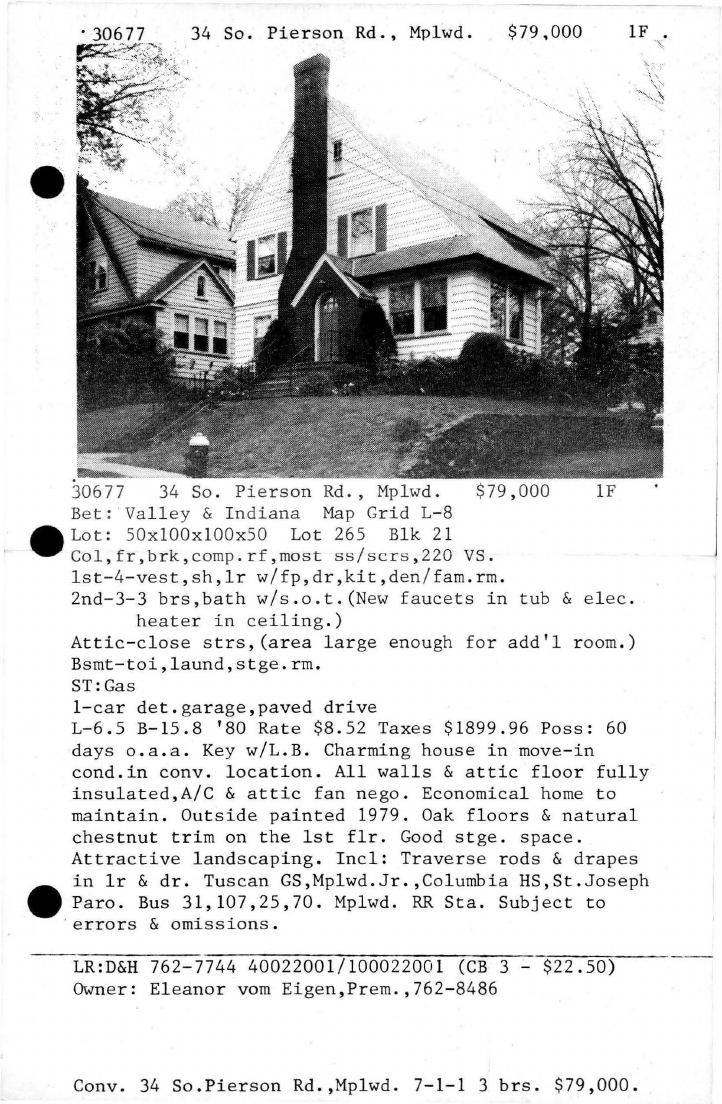 30677 34 So. Pierson Rd., Mplwd. $79,000 1F
30677 34 So. Pierson Rd., Mplwd. $79,000 1F
Bet: Valley & Indiana Map Grid L-8
Lot: 50x100x100x50 Lot 265 Blk 21
Col,fr,brk,comp.rf,most ss/scrs,220 VS.
1st-4-vest,sh,lr w/fp,dr,kit,den/fam.rm.
2nd-3-3 brs,bath w/s.o.t.(New faucets in tub & elec.
heater in ceiling.)
Attic-close strs,(area large enough for add'l room.)
Bsmt-toi,laund,stge.rm.
ST:Gas
1-car det.garage,paved drive
L-6.5 B-15.8 '80 Rate $8.52 Taxes $1899.96 Poss: 60
days o.a.a. Key w/L.B. Charming house in move-in
cond.in conv. location. All walls & attic floor fully
insulated,A/C & attic fan nego. Economical home to
maintain. Outside painted 1979. Oak floors & natural
chestnut trim on the 1st flr. Good stge. space.
Attractive landscaping. Incl: Traverse rods & drapes
in lr & dr. Tuscan GS,Mplwd.Jr.,Columbia HS,St.Joseph
Paro. Bus 31,107,25,70. Mplwd. RR Sta. Subject to
errors & omissions.
LR:D&H 762-7744 40022001/100022001 (CB 3 - $22.50)
Owner: Eleanor vom Eigen,Prem.,762-8486
Conv. 34 So.Pierson Rd.,Mplwd. 7-1-1 3 brs. $79,000.